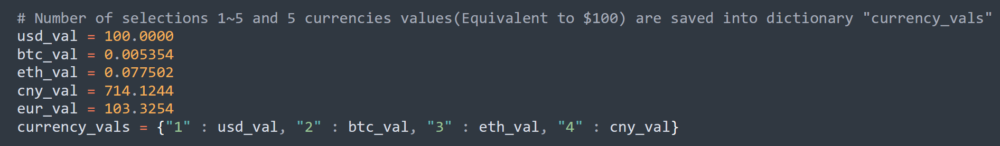 # Number of selections 1~5 and 5 currencies values(Equivalent to $100) are saved into dictionary "currency_vals"
usd_val = 100.0000
btc_val = 0.005354
eth_val = 0.077502
cny_val = 714.1244
eur_val = 103.3254
currency_vals = {"1" : usd_val, "2" : btc_val, "3" : eth_val, "4" : cny_val}